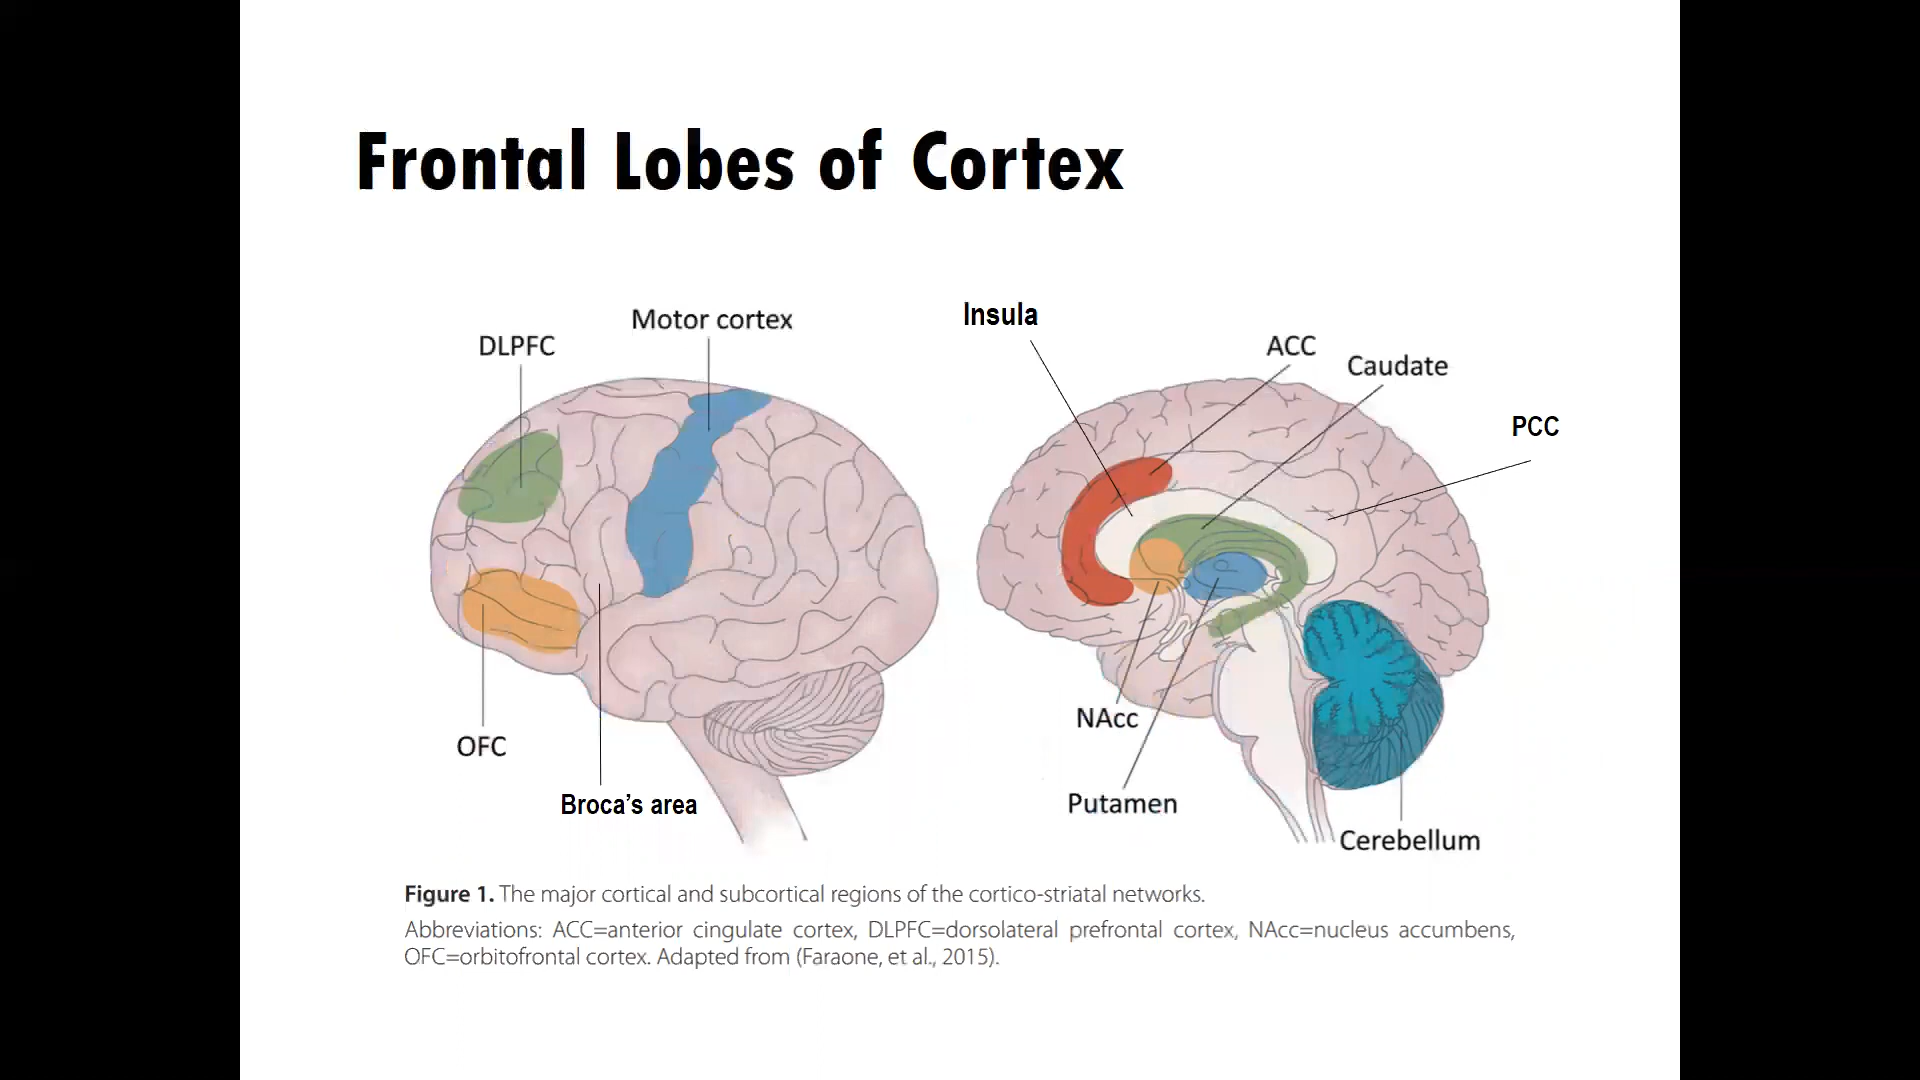 Frontal Lobes of Cortex
Insula
Motor cortex
DLPFC
ACC
Caudate
PCC
NAcc
OFC
Broca’s area
Putamen
Cerebellum
Figure 1. The major cortical and subcortical regions of the cortico-striatal networks.
Abbreviations: ACC=anterior cingulate cortex, DLPFC=dorsolateral prefrontal cortex, NAcc=nucleus accumbens,
OFC=orbitofrontal cortex. Adapted from (Faraone, et al., 2015).